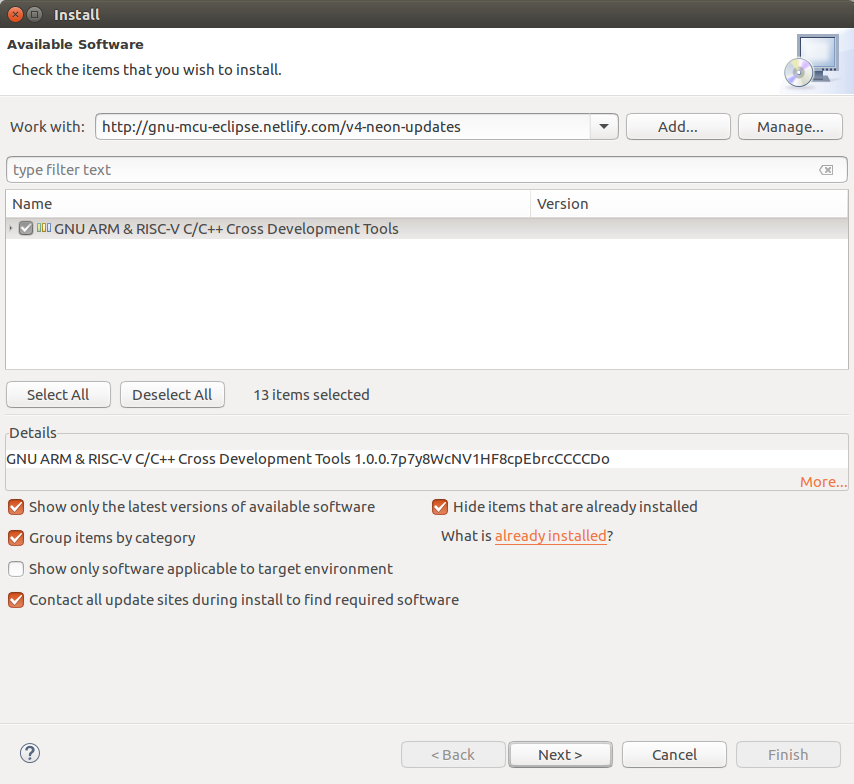 Install
Available Software
Check the items that you wish to install.
Work with: http://gnu-mcu-eclipse.netlify.com/v4-neon-updates Add... Manage...
type filter text
Name Version
GNU ARM & RISC-V C/C++ Cross Development Tools
Select All Deselect All 13 items selected
Details
GNU ARM & RISC-V C/C++ Cross Development Tools 1.0.0.7p7y8WcNV1HF8cpEbrcCCCCDo
More...
Show only the latest versions of available software Hide items that are already installed
Group items by category What is already installed?
Show only software applicable to target environment
Contact all update sites during install to find required software
? < Back Next > Cancel Finish